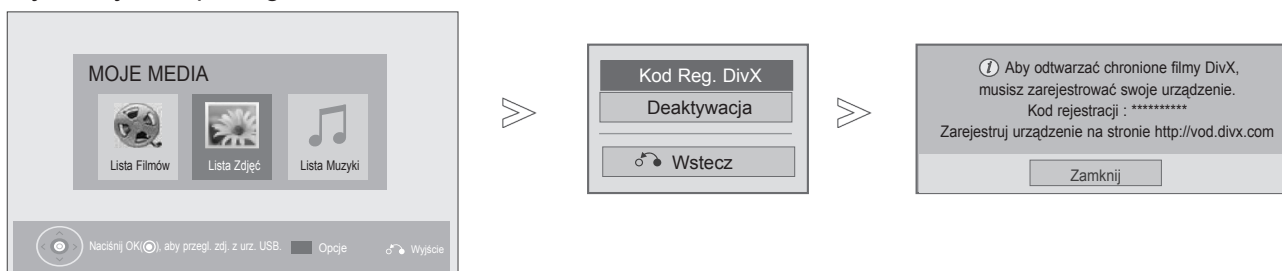 MOJE MEDIA
Lista Filmów
Lista Zdjęć
Lista Muzyki
Naciśnij OK(◉), aby przegl. zdj. z urz. USB.
Opcje
Wyjście
Kod Reg. DivX
Deaktywacja
Wstecz
Aby odtwarzać chronione filmy DivX,
musisz zarejestrować swoje urządzenie.
Kod rejestracji : **********
Zarejestruj urządzenie na stronie http://vod.divx.com
Zamknij